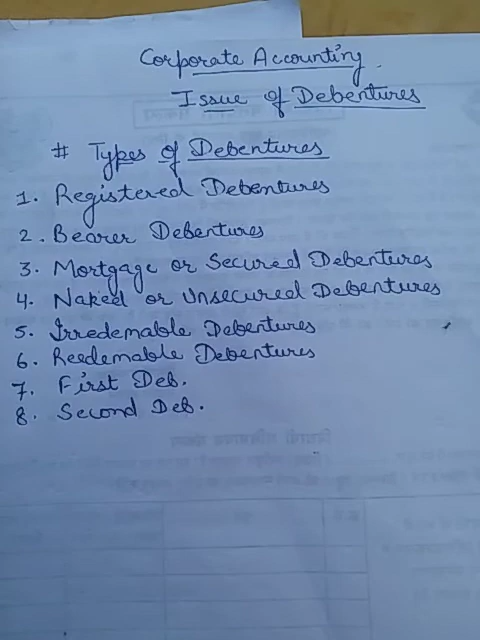 Corporate Accounting.
Issue of Debentures
# Types of Debentures
1. Registered Debentures
2. Bearer Debentures
3. Mortgage or Secured Debentures
4. Naked or Unsecured Debentures
5. Irredemable Debentures
6. Reedemable Debentures
7. First Deb.
8. Second Deb.